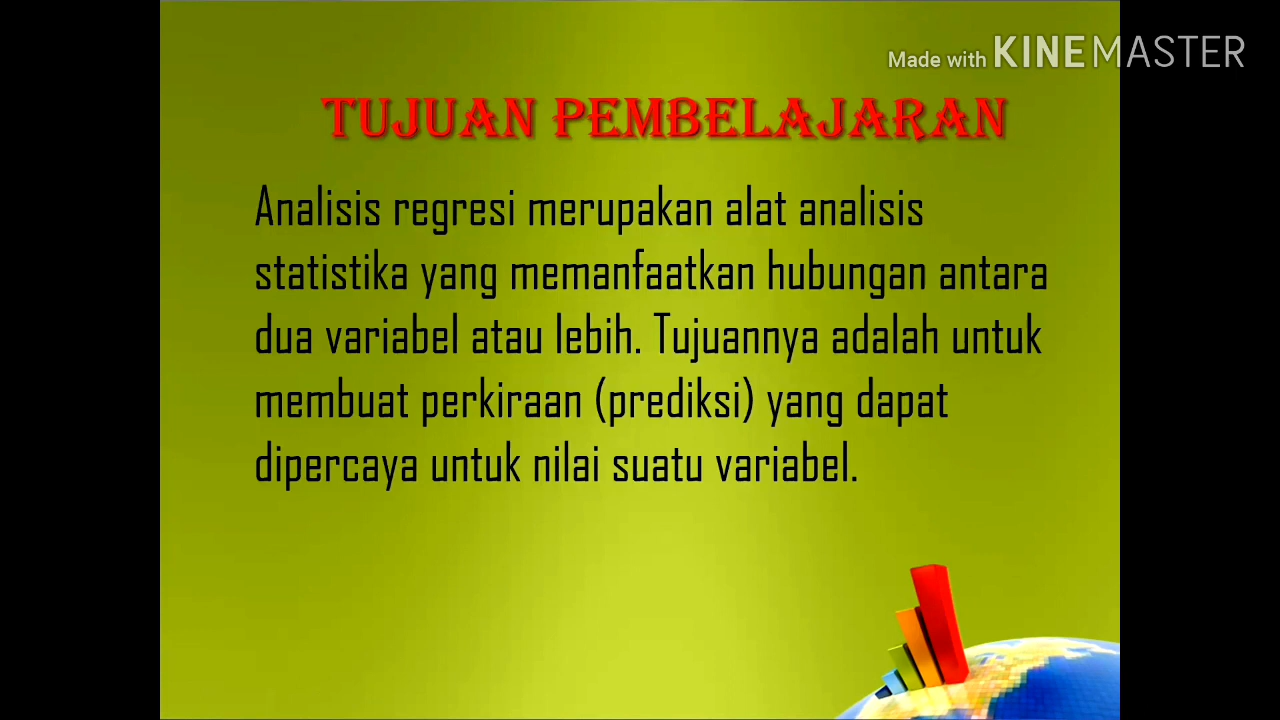 Made with KINEMASTER
TUJUAN PEMBELAJARAN
Analisis regresi merupakan alat analisis
statistika yang memanfaatkan hubungan antara
dua variabel atau lebih. Tujuannya adalah untuk
membuat perkiraan (prediksi) yang dapat
dipercaya untuk nilai suatu variabel.